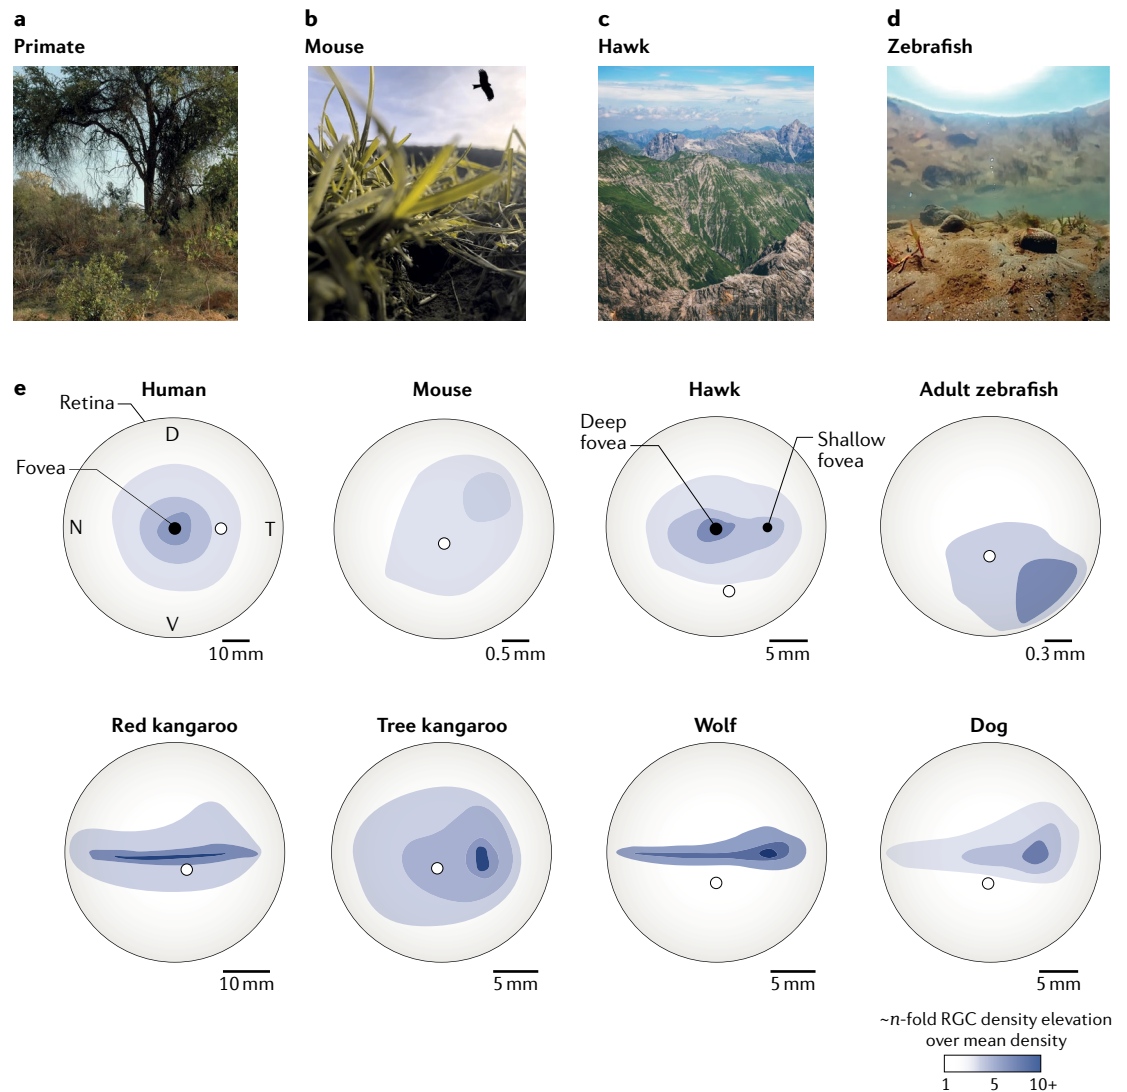 a
Primate
b
Mouse
c
Hawk
d
Zebrafish
e
Human
Retina
D
Fovea
N
T
V
10 mm
Mouse
0.5 mm
Hawk
Deep
fovea
Shallow
fovea
5 mm
Adult zebrafish
0.3 mm
Red kangaroo
10 mm
Tree kangaroo
5 mm
Wolf
5 mm
Dog
5 mm
~n-fold RGC density elevation
over mean density
1 5 10+